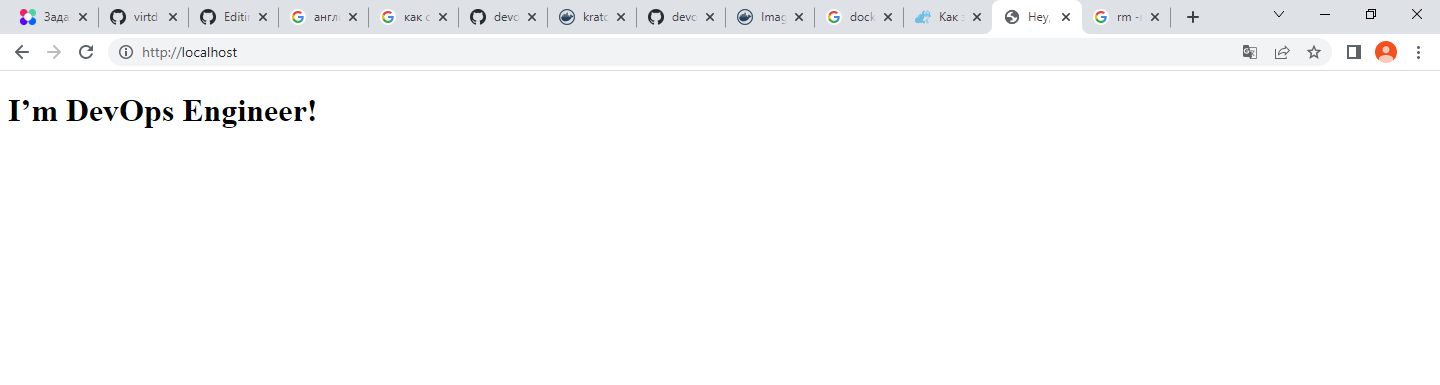 Зада virtd Editi англ как с devo krato devo Imag dock Как з Hey, rm -r
http://localhost
I’m DevOps Engineer!